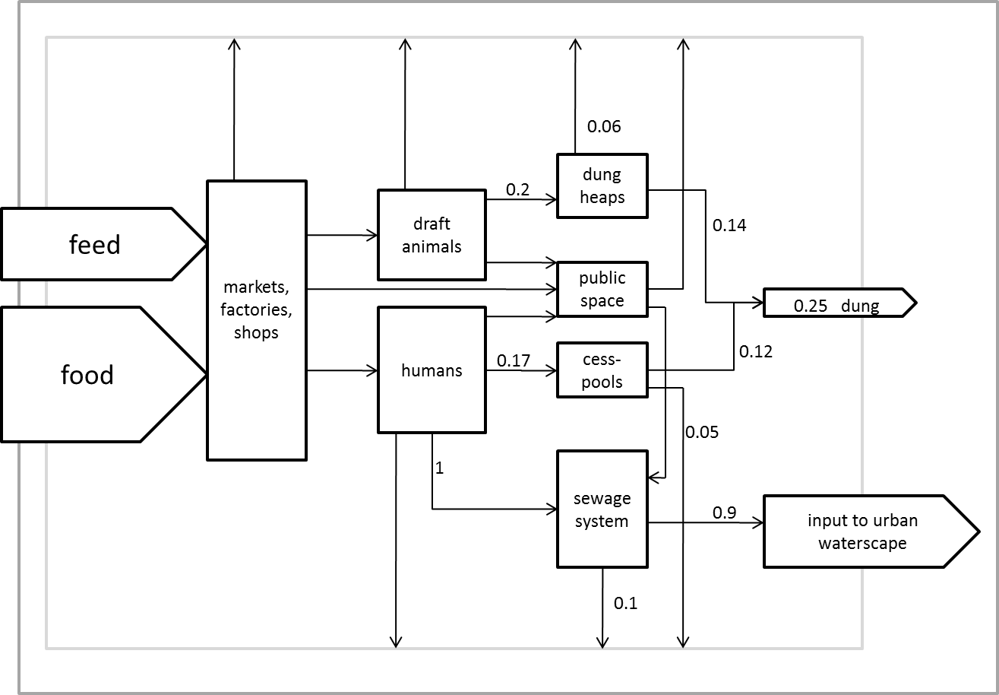 0.06
dung
heaps
0.2
draft
animals
0.14
feed
public
space
markets,
factories,
shops
0.25 dung
food
humans
0.17
cess-
pools
0.12
0.05
1
sewage
system
0.9
input to urban
waterscape
0.1